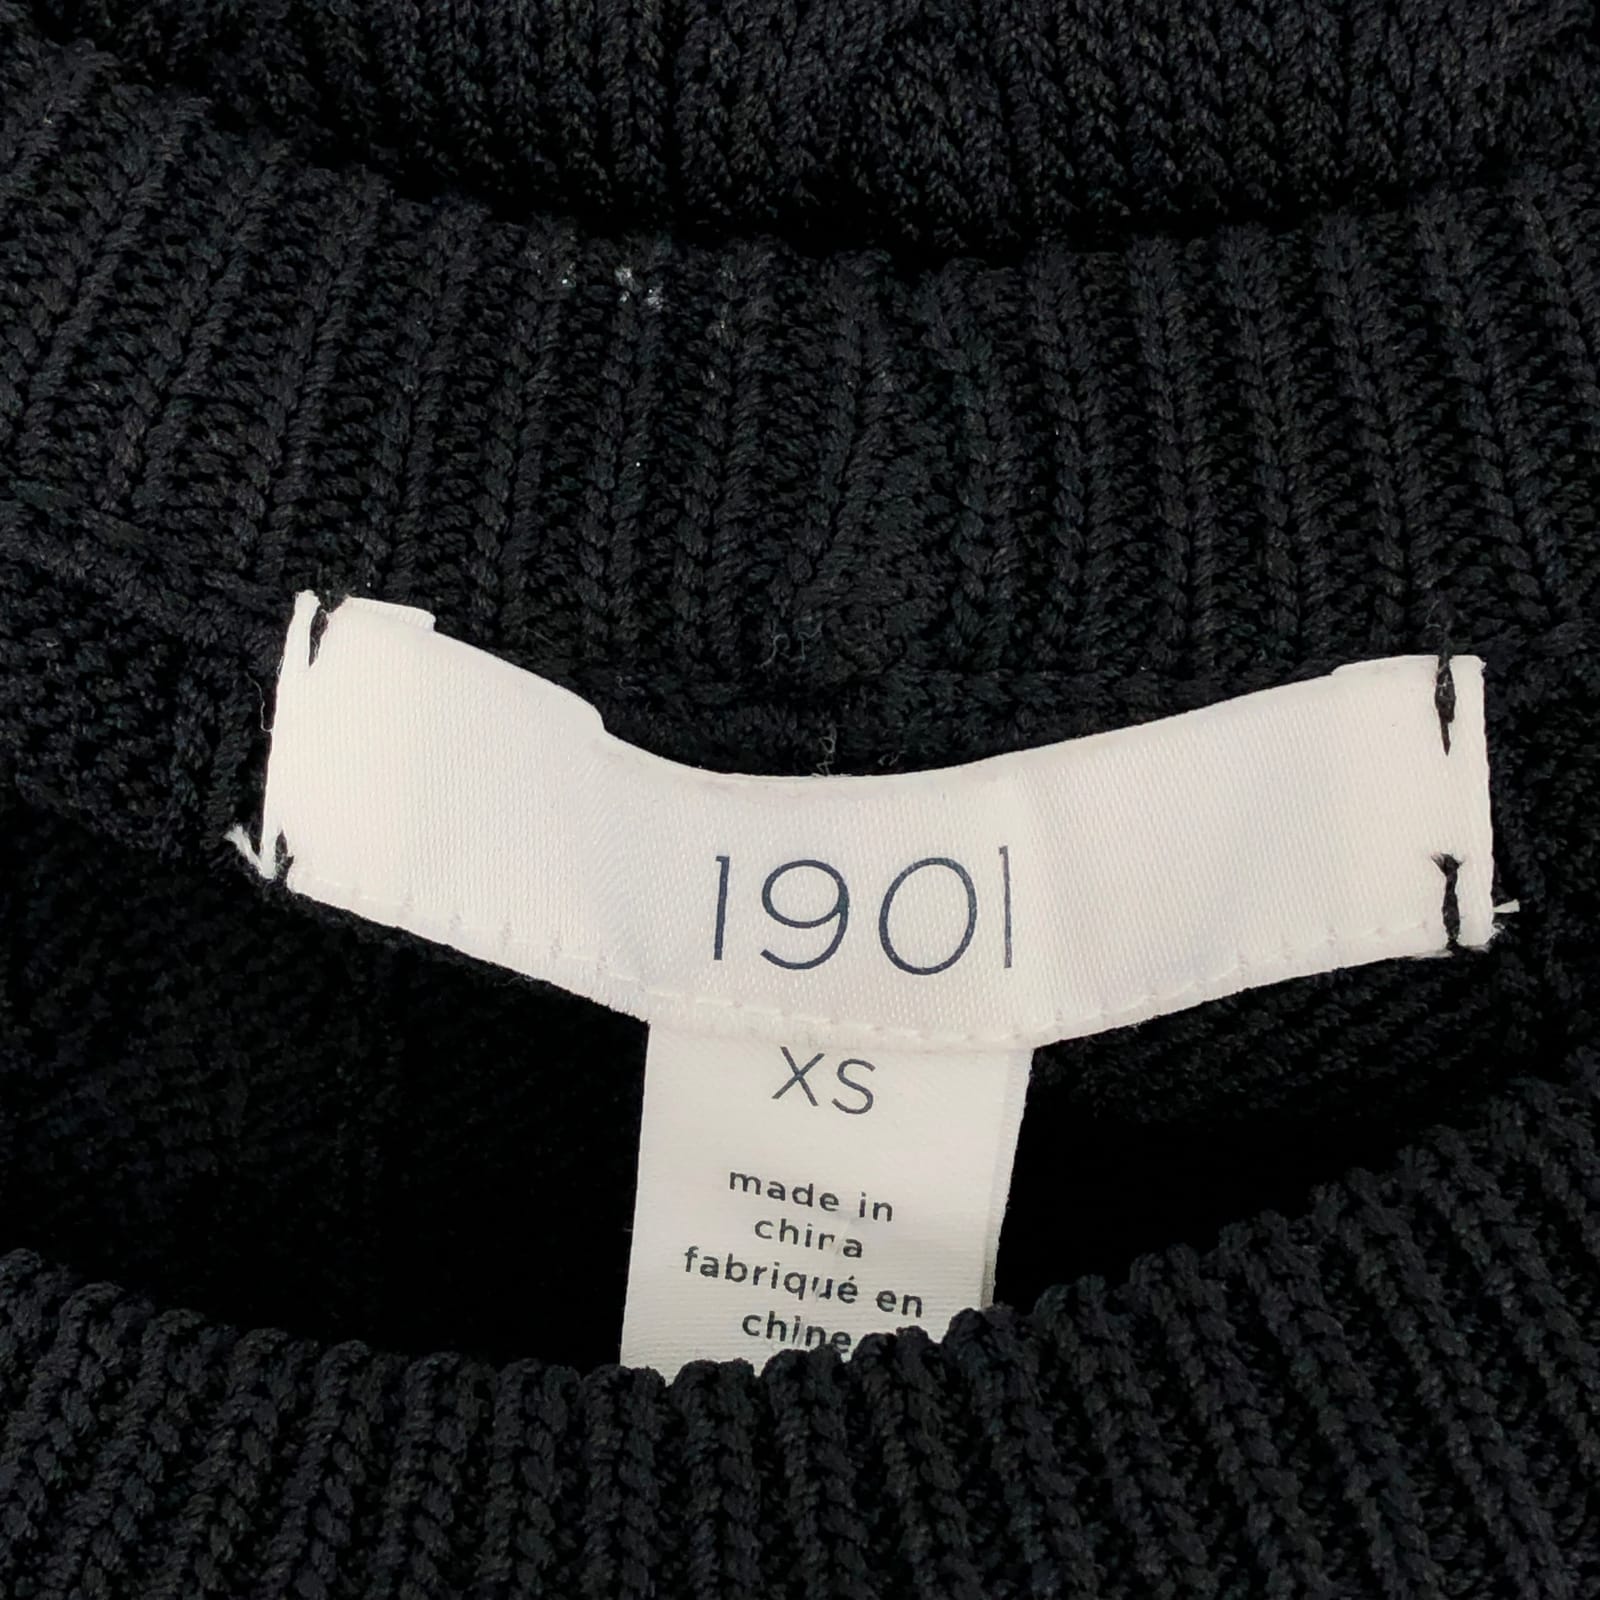 1901
XS
made in
china
fabriqué en
chine